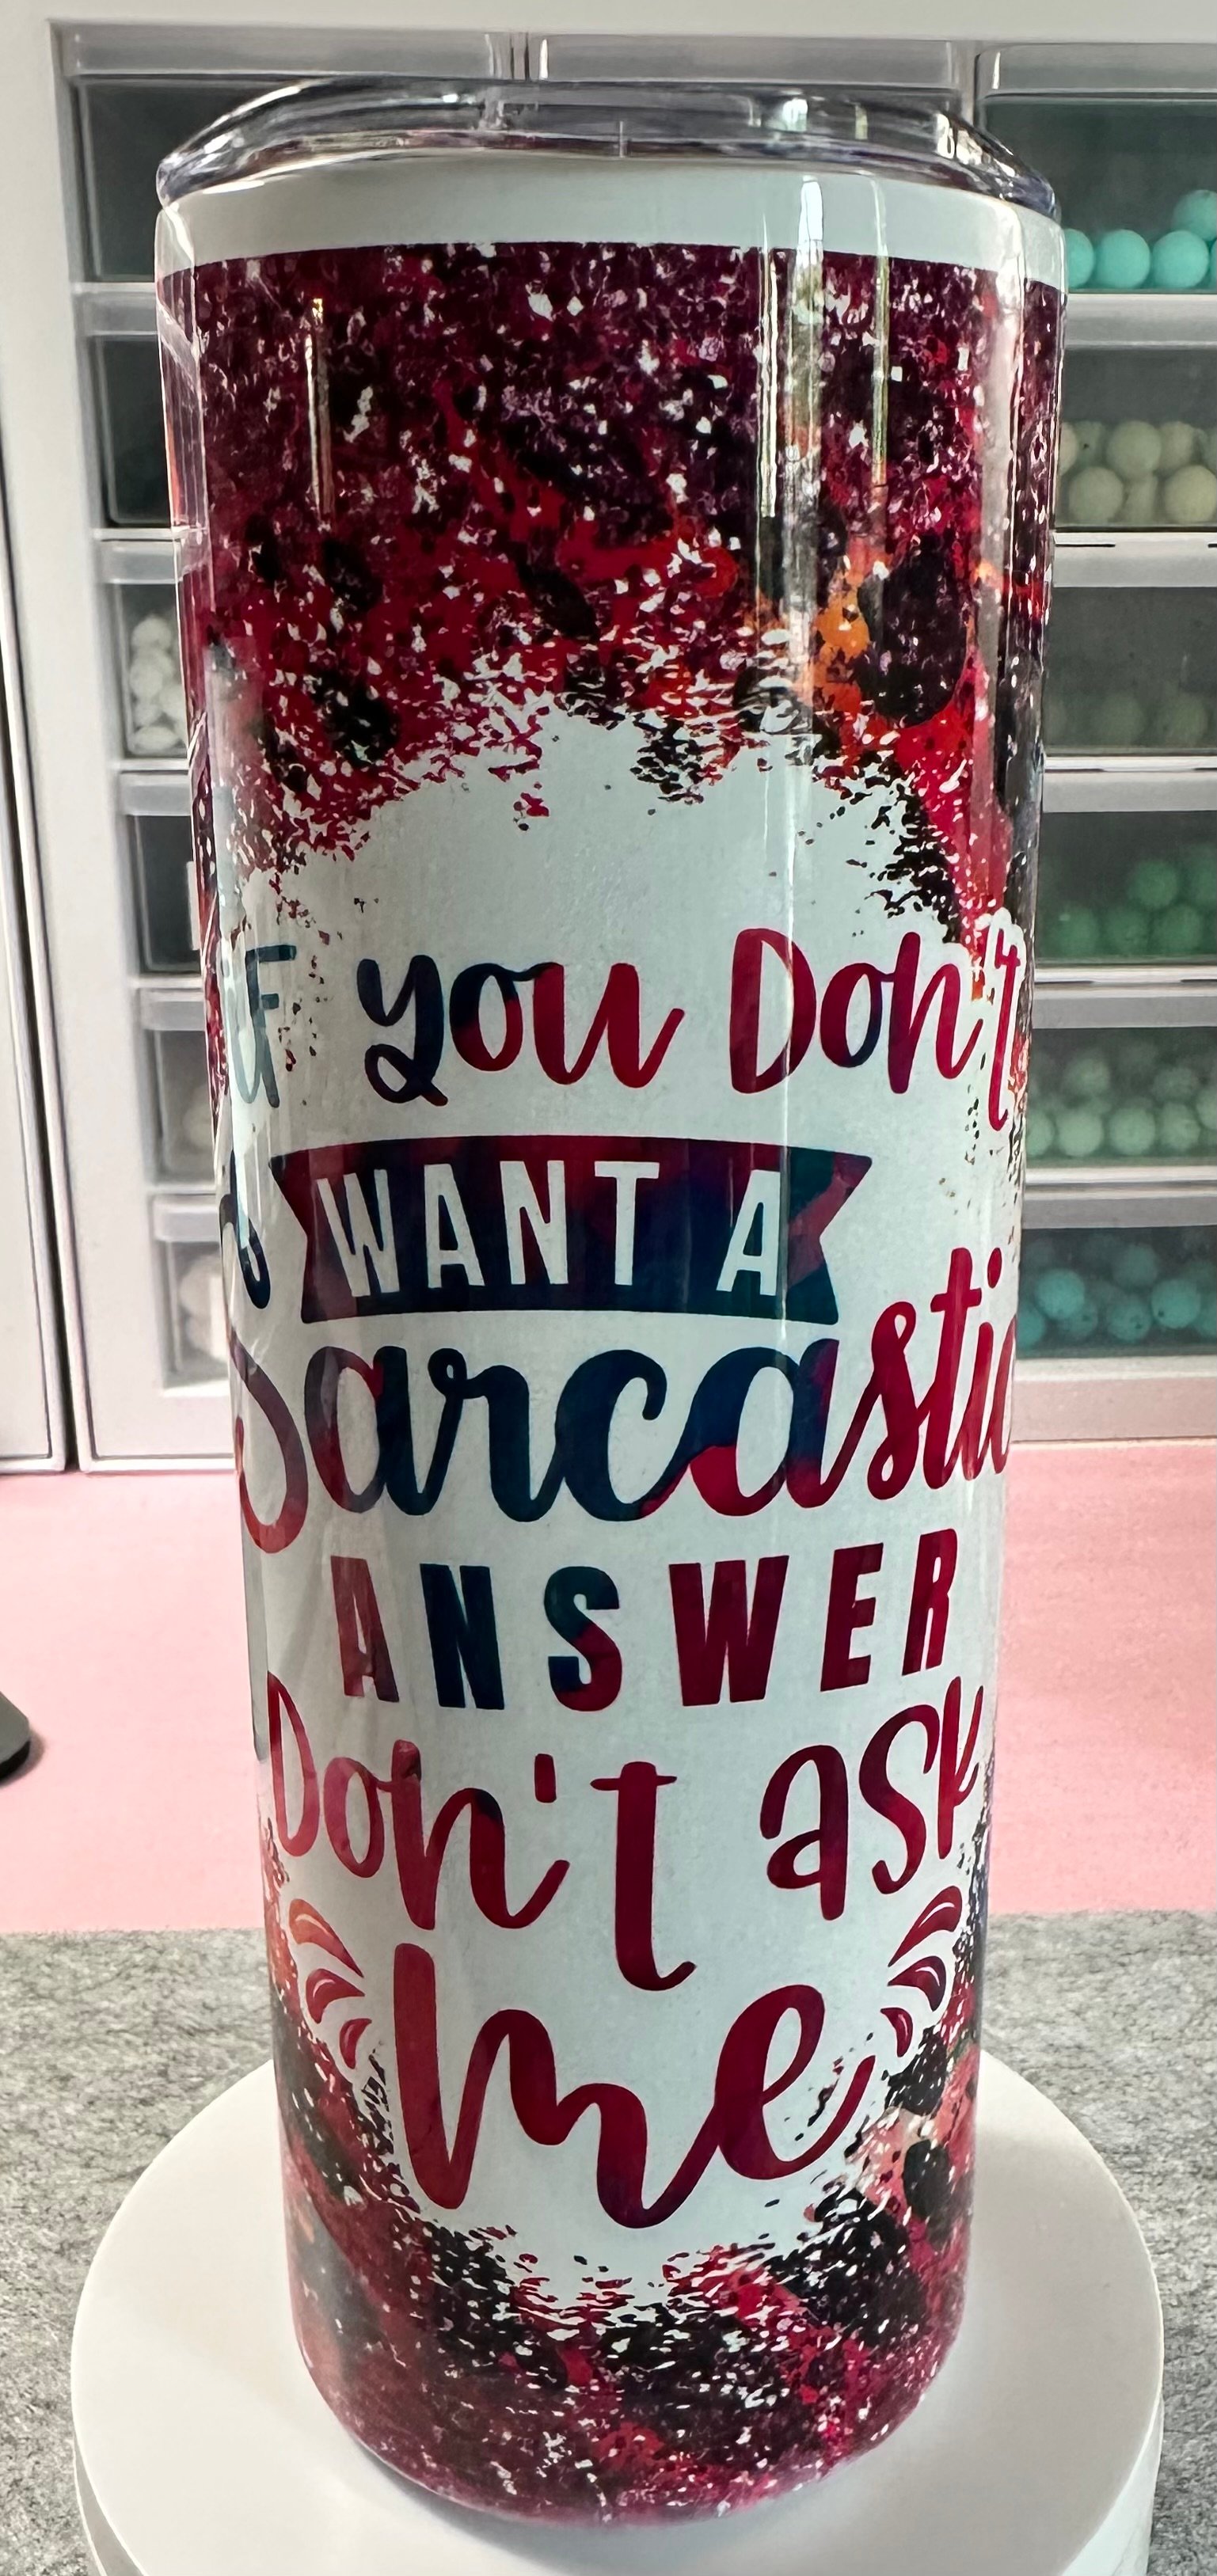 If you Don't
WANT A
Sarcastic
ANSWER
Don't ask
me